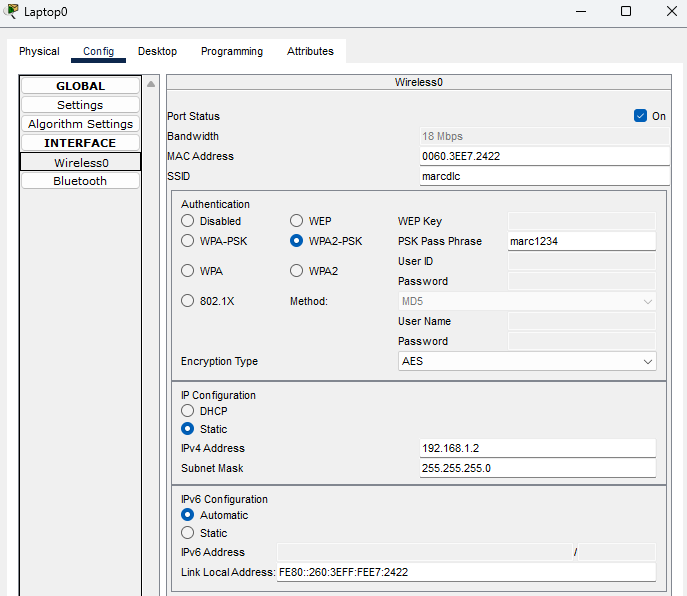 Laptop0
Physical Config Desktop Programming Attributes
GLOBAL
Settings
Algorithm Settings
INTERFACE
Wireless0
Bluetooth
Wireless0
Port Status On
Bandwidth 18 Mbps
MAC Address 0060.3EE7.2422
SSID marcdlc
Authentication
Disabled WEP WEP Key
WPA-PSK WPA2-PSK PSK Pass Phrase marc1234
User ID
WPA WPA2
Password
802.1X Method: MD5
User Name
Password
Encryption Type AES
IP Configuration
DHCP
Static
IPv4 Address 192.168.1.2
Subnet Mask 255.255.255.0
IPv6 Configuration
Automatic
Static
IPv6 Address /
Link Local Address: FE80::260:3EFF:FEE7:2422